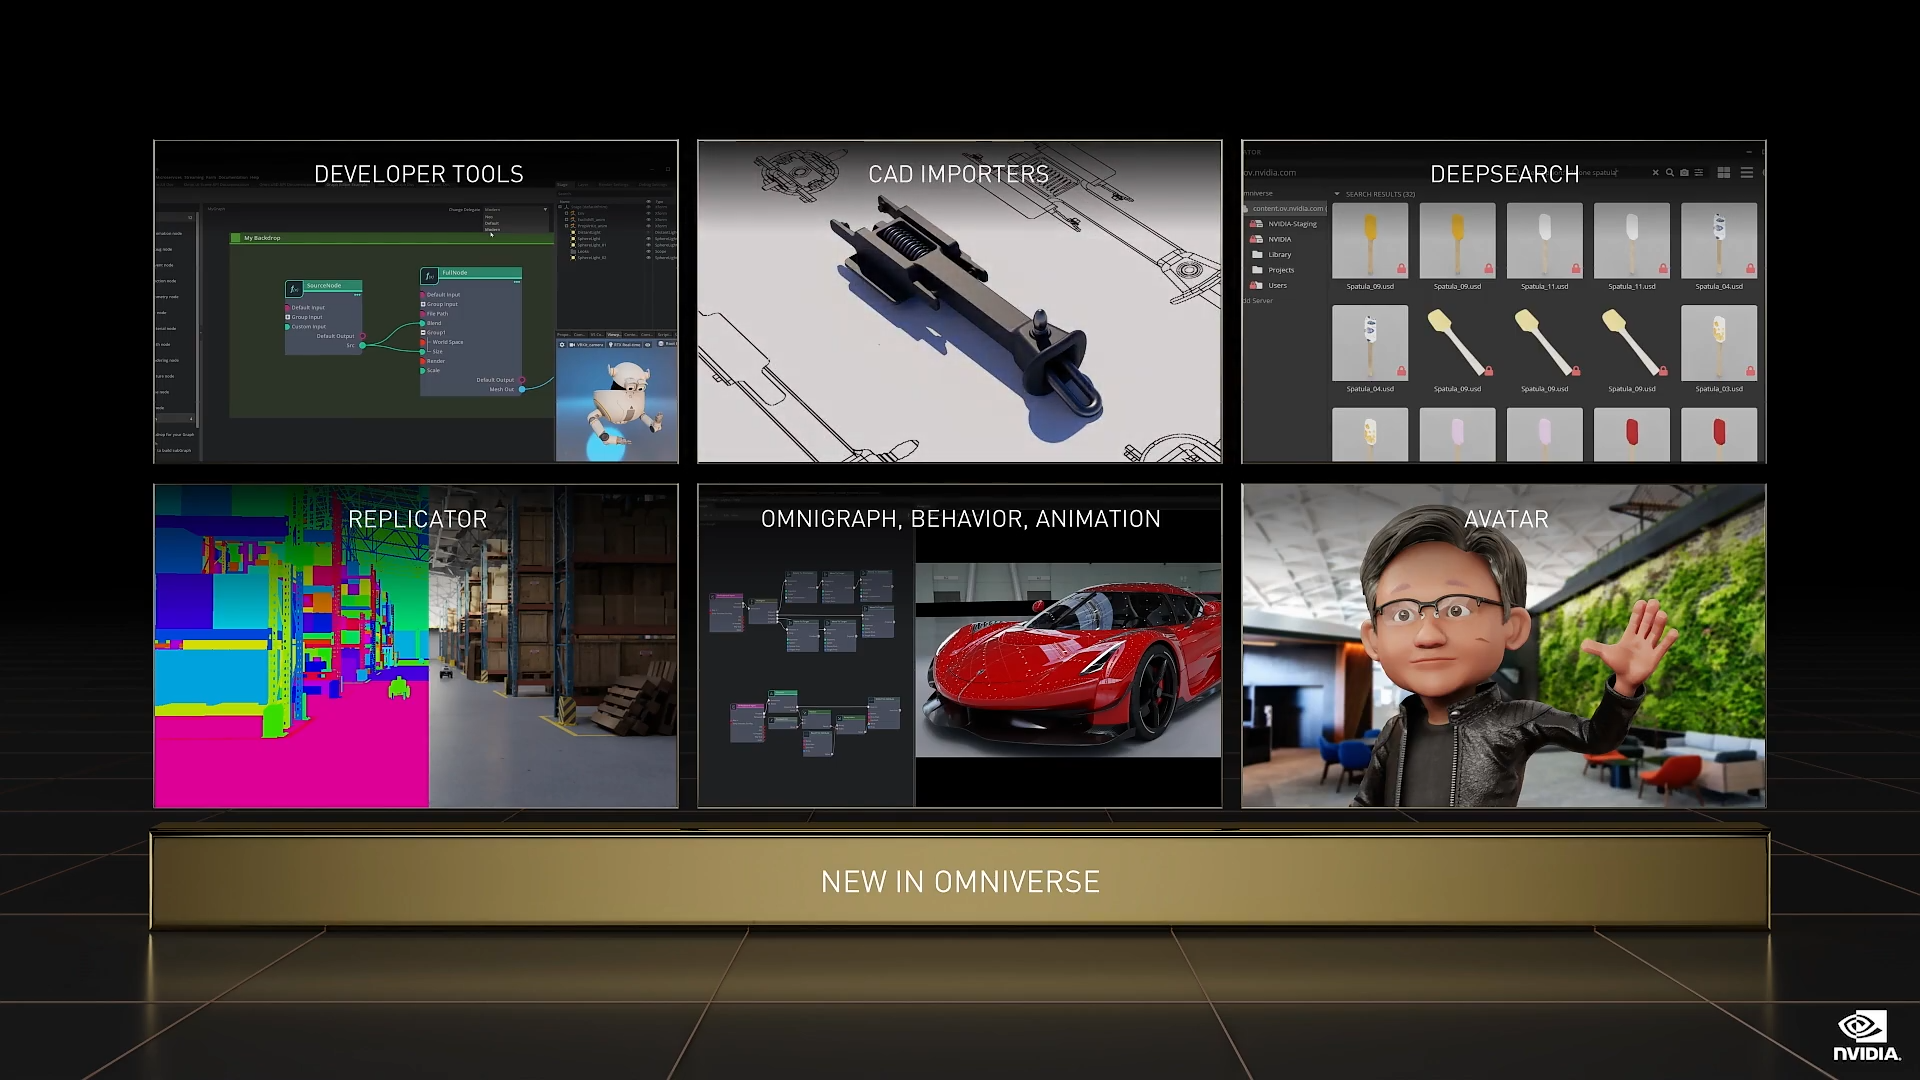 DEVELOPER TOOLS
My Backdrop
SourceNode
Default Input
Group Input
Custom Input
Default Output
Src
FullNode
Default Input
Group Input
File Path
Blend
Group1
World Space
Size
Render
Scale
Default Output
Mesh Out
CAD IMPORTERS
DEEPSEARCH
ov.nvidia.com
SEARCH RESULTS (32)
content.ov.nvidia.com
NVIDIA-Staging
NVIDIA
Library
Projects
Users
dd Server
Spatula_09.usd Spatula_09.usd Spatula_11.usd Spatula_11.usd Spatula_04.usd
Spatula_04.usd Spatula_09.usd Spatula_09.usd Spatula_09.usd Spatula_03.usd
REPLICATOR
OMNIGRAPH, BEHAVIOR, ANIMATION
AVATAR
NEW IN OMNIVERSE
NVIDIA.